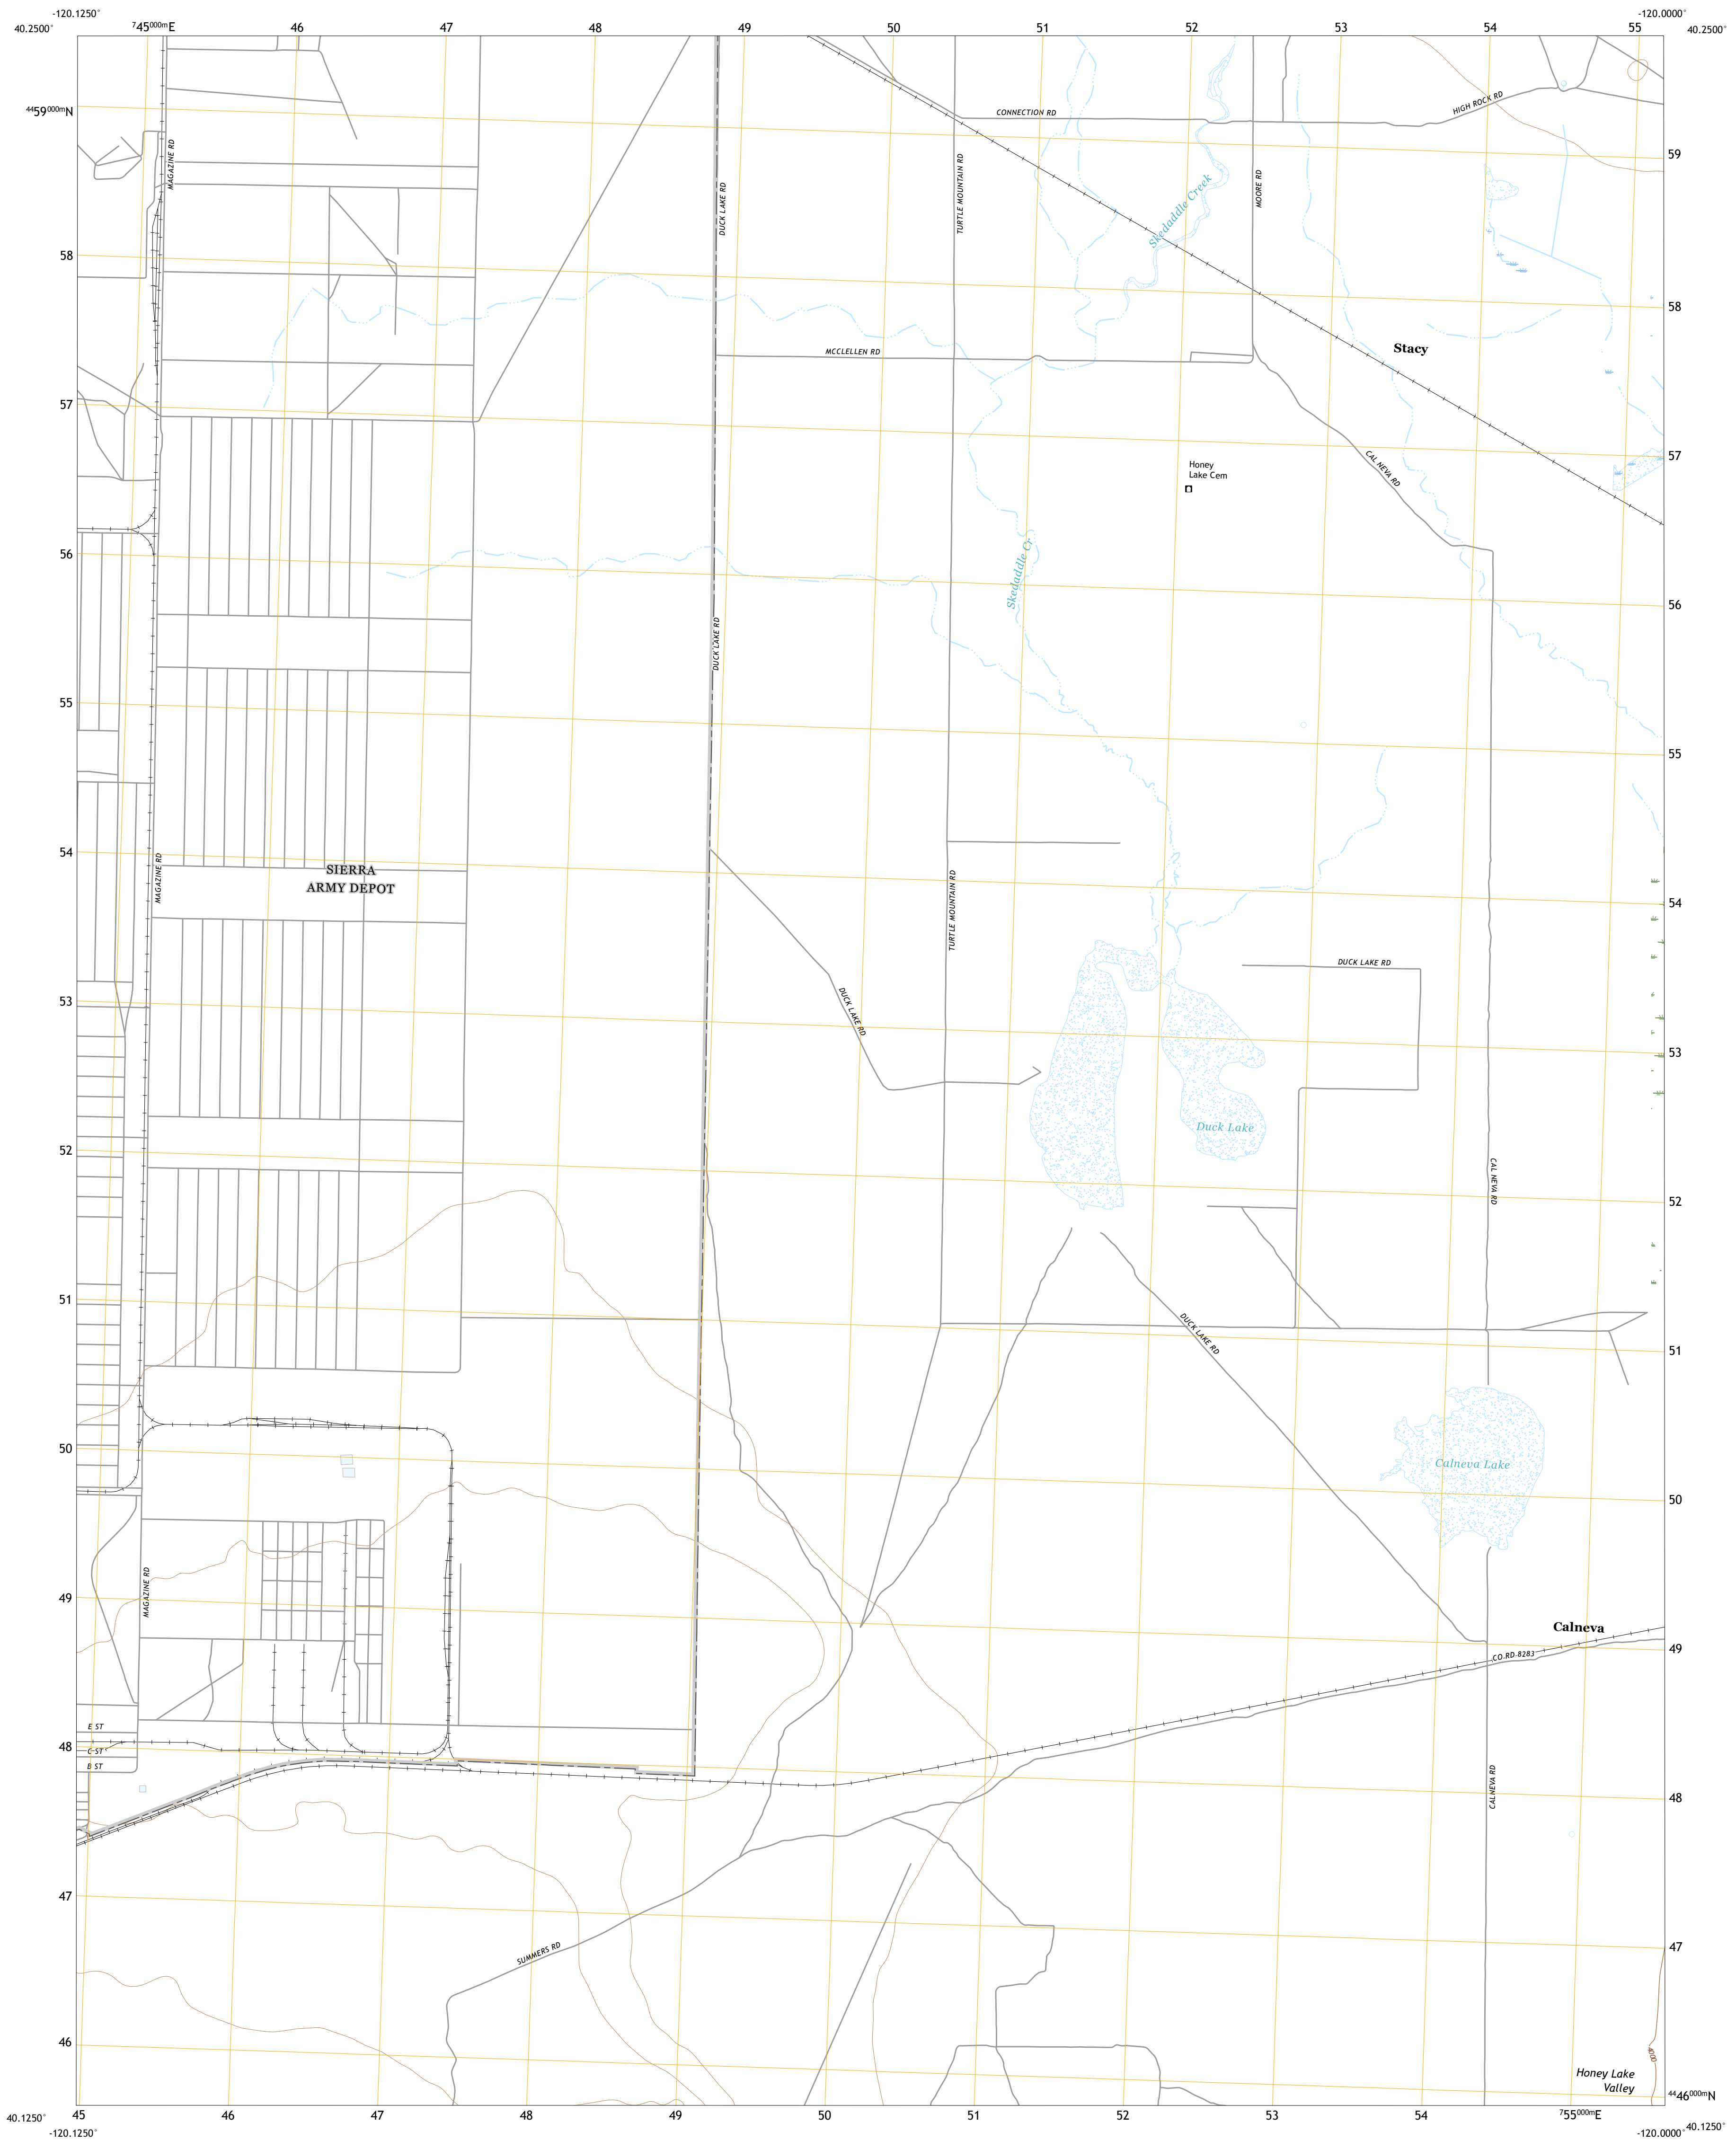 -120.1250°
-120.0000°
40.2500°
⁷45⁰⁰⁰ᵐE
46
47
48
49
50
51
52
53
54
55
40.2500°
⁴⁴59⁰⁰⁰ᵐN
CONNECTION RD
HIGH ROCK RD
MAGAZINE RD
DUCK LAKE RD
TURTLE MOUNTAIN RD
Skedaddle Creek
MOORE RD
59
58
58
MCCLELLEN RD
Stacy
57
57
Honey
Lake Cem
CAL NEVA RD
56
Skedaddle Cr
56
DUCK LAKE RD
55
55
54
MAGAZINE RD
SIERRA
ARMY DEPOT
TURTLE MOUNTAIN RD
54
DUCK LAKE RD
53
DUCK LAKE RD
53
Duck Lake
52
CAL NEVA RD
52
51
DUCK LAKE RD
51
50
Calneva Lake
50
49
MAGAZINE RD
Calneva
49
CO RD 8283
E ST
48
C ST
B ST
CALNEVA RD
48
47
SUMMERS RD
47
46
4000
Honey Lake
Valley
⁴⁴46⁰⁰⁰ᵐN
40.1250°
45
46
47
48
49
50
51
52
53
54
⁷55⁰⁰⁰ᵐE
40.1250°
-120.1250°
-120.0000°